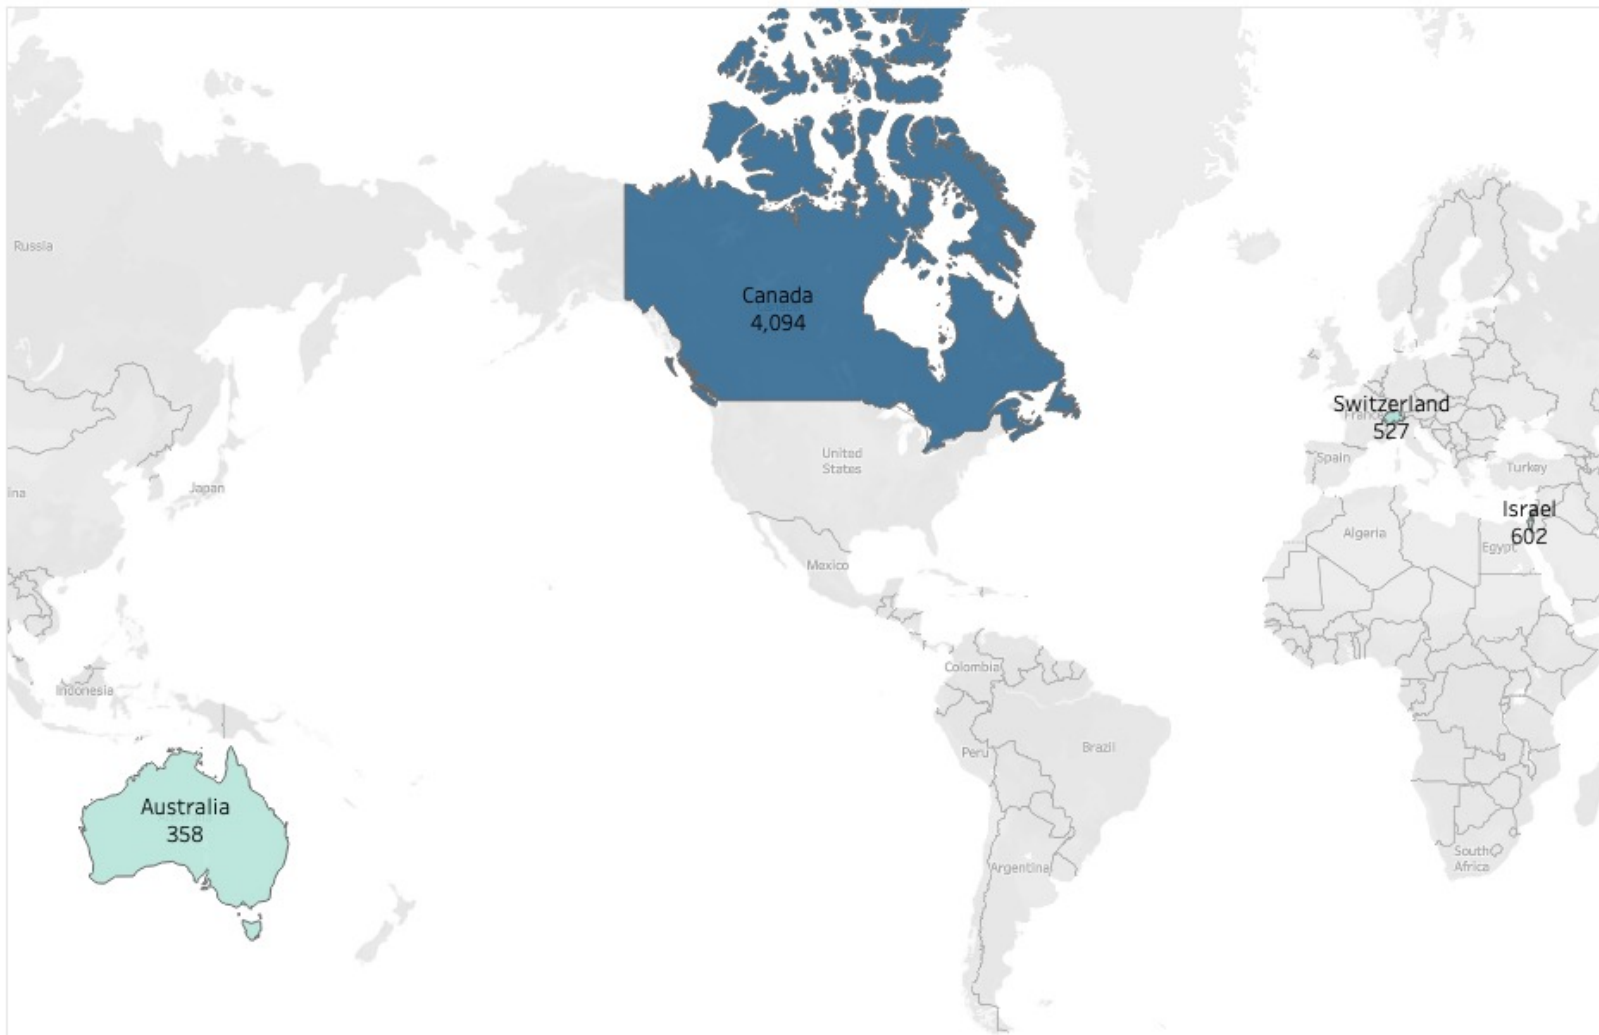 Russia
Canada
4,094
Switzerland
France
527
United
States
Spain
Turkey
ina
Japan
Israel
602
Algeria
Egypt
Mexico
Colombia
Indonesia
Peru
Brazil
Australia
358
South
Africa
Argentina